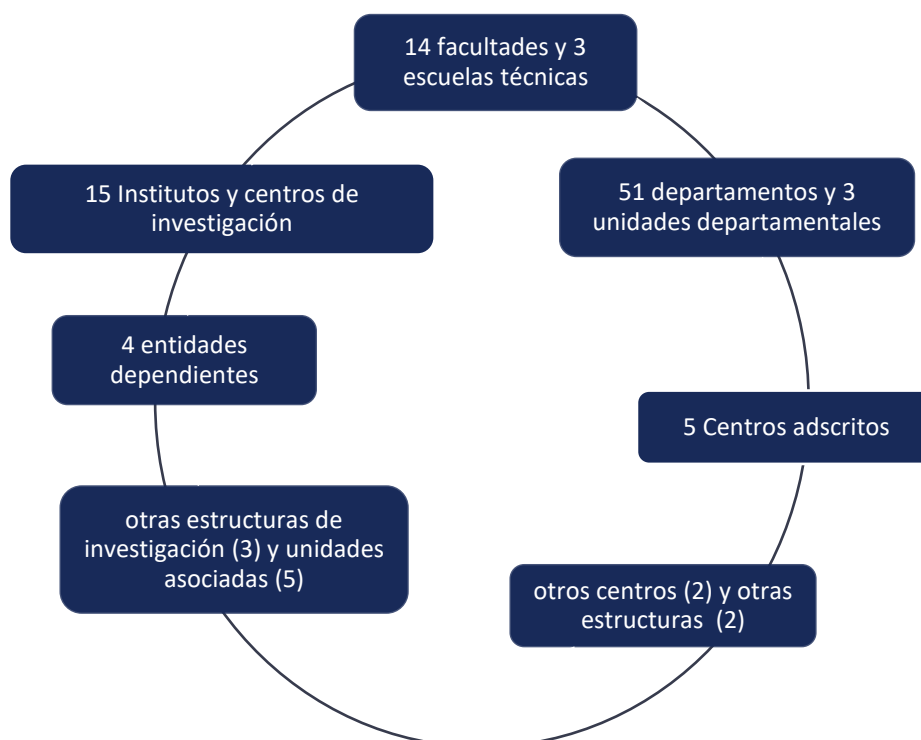 14 facultades y 3
escuelas técnicas
15 Institutos y centros de
investigación
51 departamentos y 3
unidades departamentales
4 entidades
dependientes
5 Centros adscritos
otras estructuras de
investigación (3) y unidades
asociadas (5)
otros centros (2) y otras
estructuras (2)